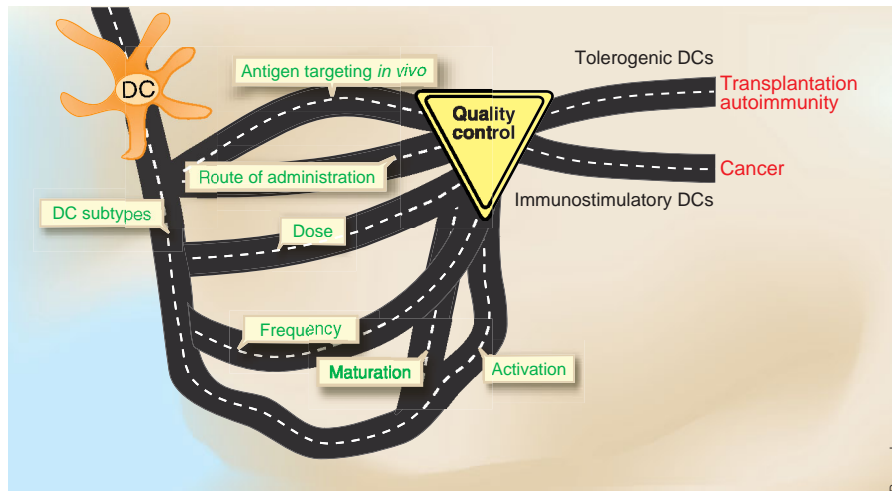 DC
Antigen targeting in vivo
Tolerogenic DCs
Transplantation
autoimmunity
Quality
control
Route of administration
Cancer
DC subtypes
Immunostimulatory DCs
Dose
Frequency
Maturation
Activation